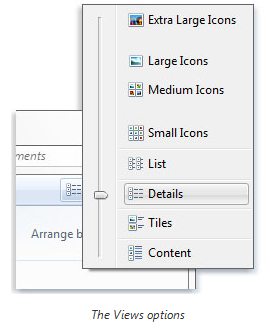 Extra Large Icons
Large Icons
Medium Icons
Small Icons
ments
List
Details
Arrange b
Tiles
Content
The Views options